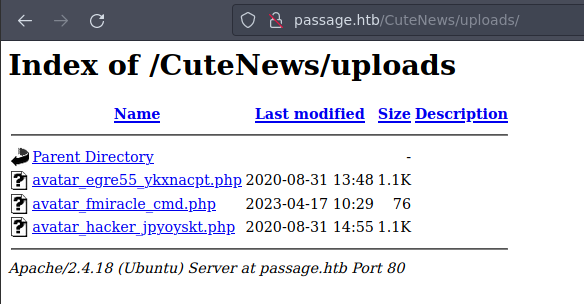 passage.htb/CuteNews/uploads/
Index of /CuteNews/uploads
Name Last modified Size Description
Parent Directory -
avatar_egre55_ykxnacpt.php 2020-08-31 13:48 1.1K
avatar_fmiracle_cmd.php 2023-04-17 10:29 76
avatar_hacker_jpyoyskt.php 2020-08-31 14:55 1.1K
Apache/2.4.18 (Ubuntu) Server at passage.htb Port 80